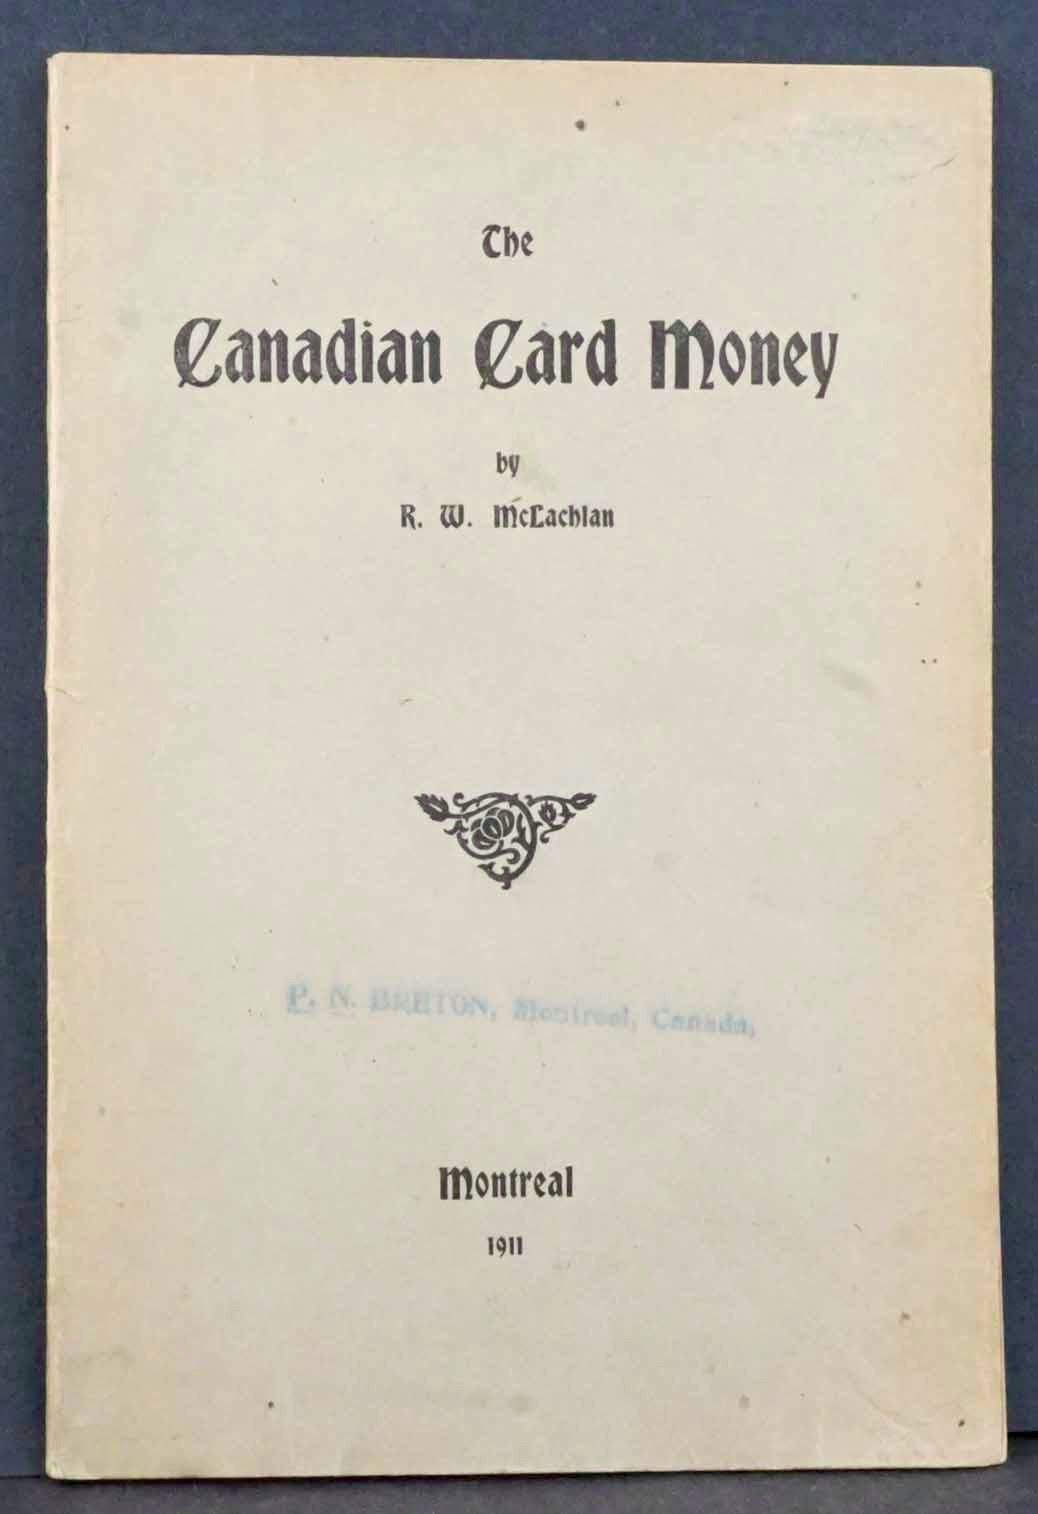 The
Canadian Card Money
by
R. W. McLachlan
P. N. BRETON, Montreal, Canada,
Montreal
1911